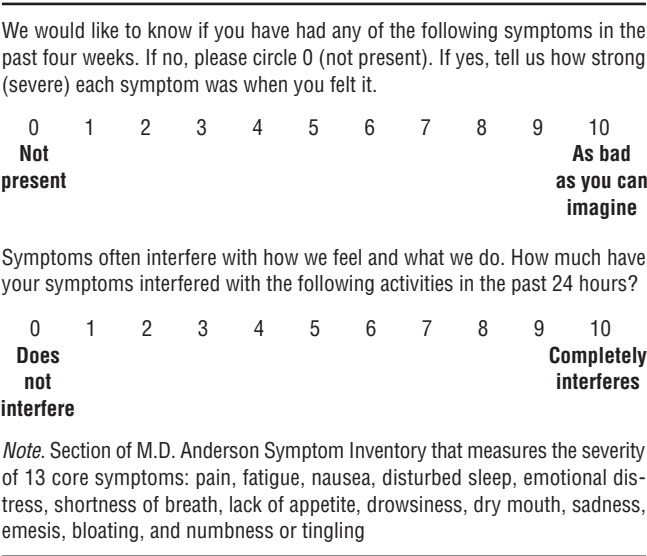 We would like to know if you have had any of the following symptoms in the
past four weeks. If no, please circle 0 (not present). If yes, tell us how strong
(severe) each symptom was when you felt it.
0 1 2 3 4 5 6 7 8 9 10
Not As bad
present as you can
imagine
Symptoms often interfere with how we feel and what we do. How much have
your symptoms interfered with the following activities in the past 24 hours?
0 1 2 3 4 5 6 7 8 9 10
Does Completely
not interferes
interfere
Note. Section of M.D. Anderson Symptom Inventory that measures the severity
of 13 core symptoms: pain, fatigue, nausea, disturbed sleep, emotional dis-
tress, shortness of breath, lack of appetite, drowsiness, dry mouth, sadness,
emesis, bloating, and numbness or tingling